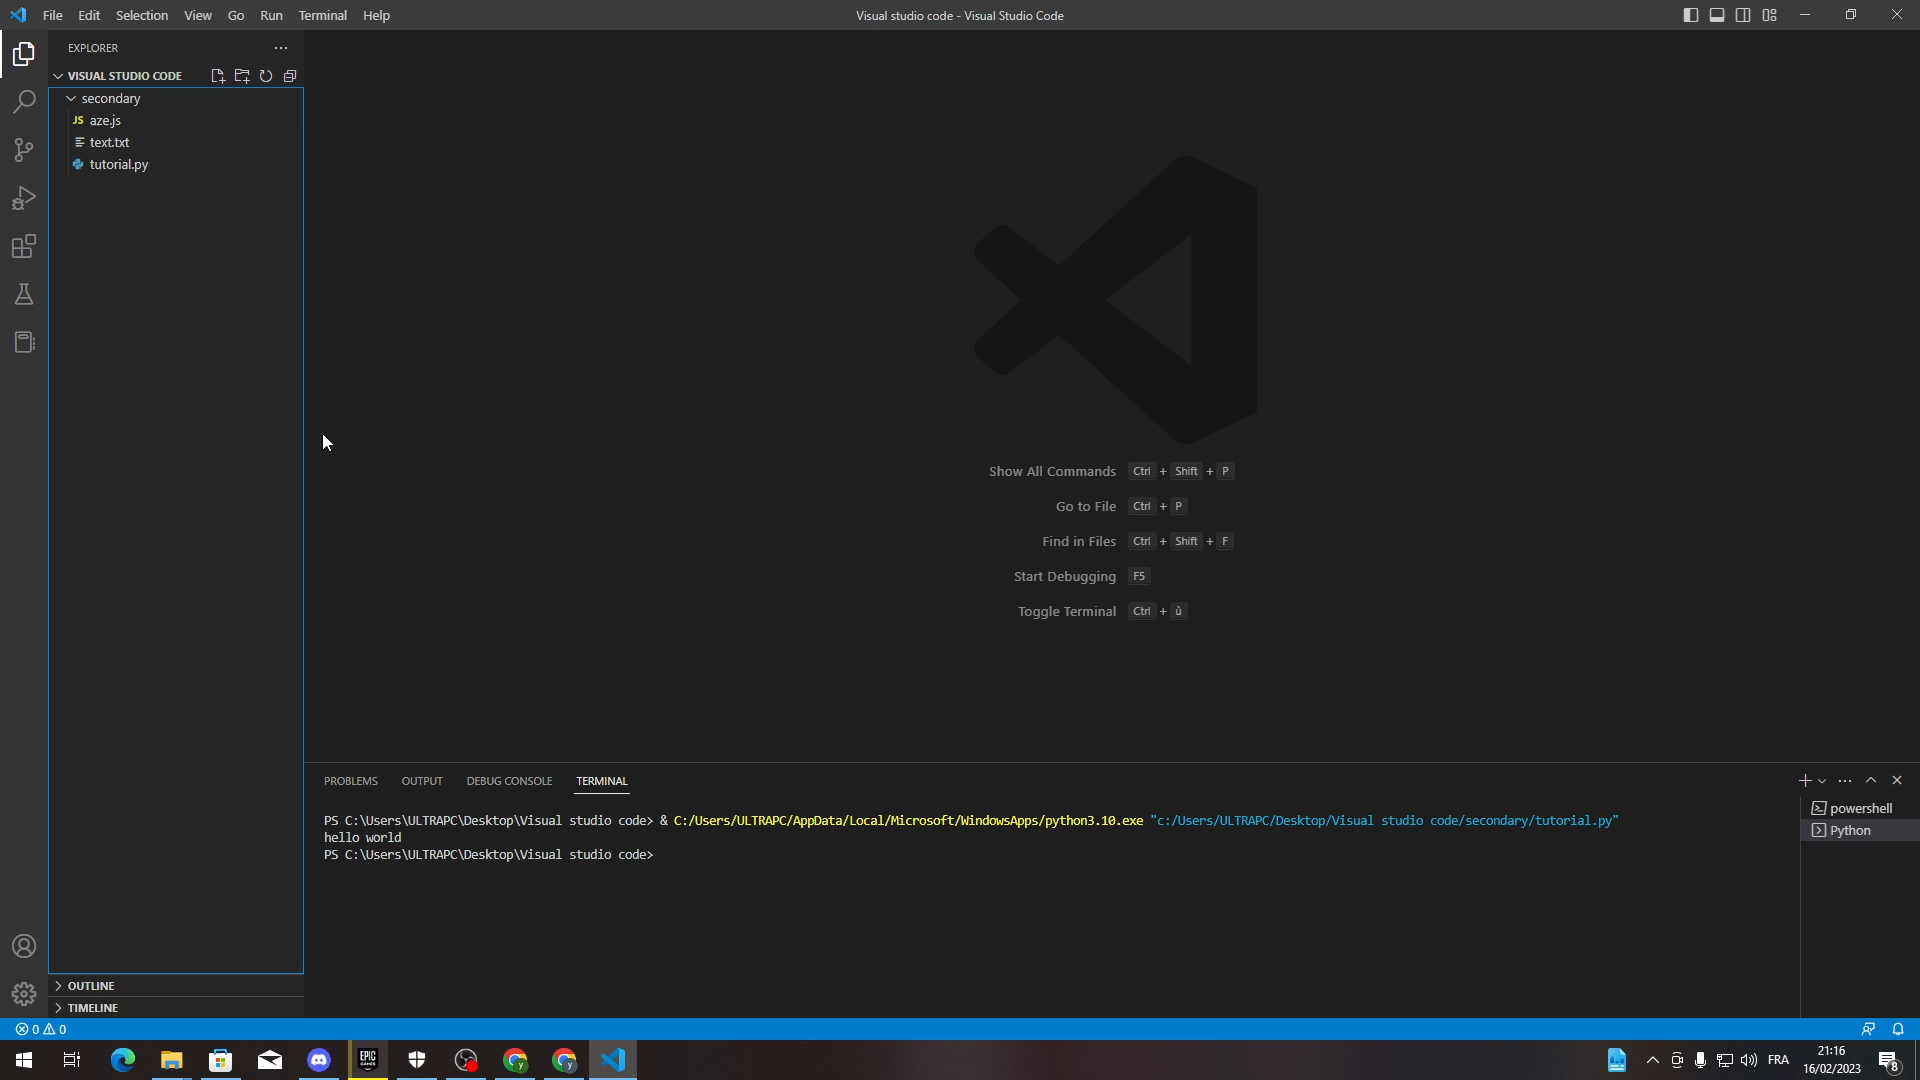 File Edit Selection View Go Run Terminal Help
Visual studio code - Visual Studio Code
EXPLORER
VISUAL STUDIO CODE
secondary
JS aze.js
text.txt
tutorial.py
Show All Commands Ctrl + Shift + P
Go to File Ctrl + P
Find in Files Ctrl + Shift + F
Start Debugging F5
Toggle Terminal Ctrl + ù
PROBLEMS OUTPUT DEBUG CONSOLE TERMINAL
PS C:\Users\ULTRAPC\Desktop\Visual studio code> & C:/Users/ULTRAPC/AppData/Local/Microsoft/WindowsApps/python3.10.exe "c:/Users/ULTRAPC/Desktop/Visual studio code/secondary/tutorial.py"
hello world
PS C:\Users\ULTRAPC\Desktop\Visual studio code>
powershell
Python
OUTLINE
TIMELINE
0 0
EPIC GAMES
y
y
FRA
21:16
16/02/2023
8